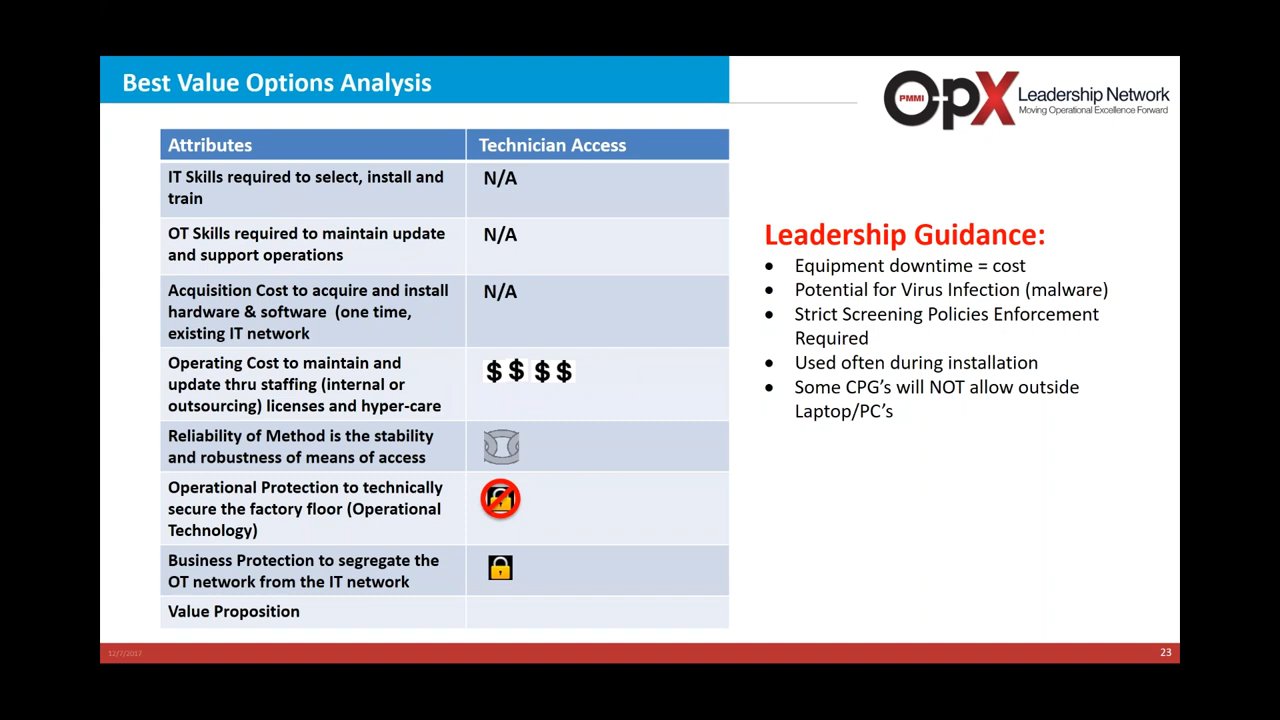 Best Value Options Analysis
PMMI
OpX
Leadership Network
Moving Operational Excellence Forward
Attributes
Technician Access
IT Skills required to select, install and
train
N/A
OT Skills required to maintain update
and support operations
N/A
Acquisition Cost to acquire and install
hardware & software (one time,
existing IT network
N/A
Operating Cost to maintain and
update thru staffing (internal or
outsourcing) licenses and hyper-care
$ $ $ $
Reliability of Method is the stability
and robustness of means of access
Operational Protection to technically
secure the factory floor (Operational
Technology)
Business Protection to segregate the
OT network from the IT network
Value Proposition
Leadership Guidance:
● Equipment downtime = cost
● Potential for Virus Infection (malware)
● Strict Screening Policies Enforcement
Required
● Used often during installation
● Some CPG's will NOT allow outside
Laptop/PC's
12/7/2017
23